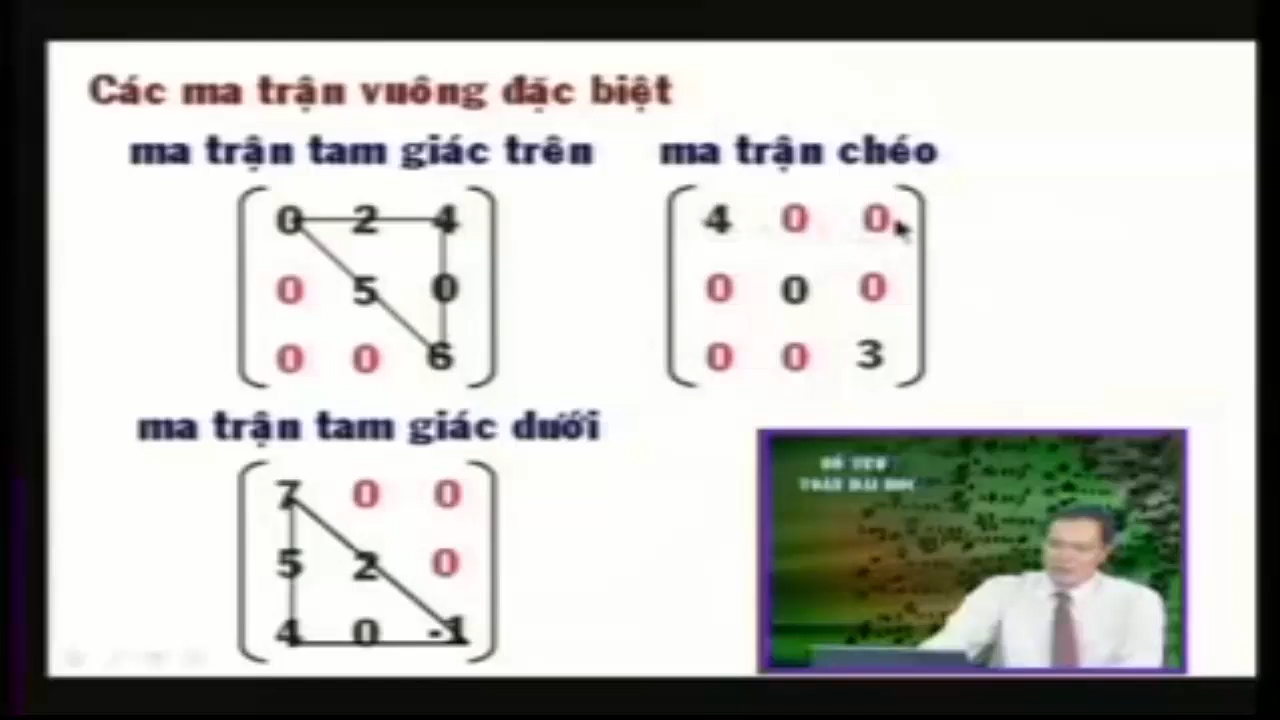 Các ma trận vuông đặc biệt
ma trận tam giác trên
0 2 4
0 5 0
0 0 6
ma trận chéo
4 0 0
0 0 0
0 0 3
ma trận tam giác dưới
7 0 0
5 2 0
4 0 -1